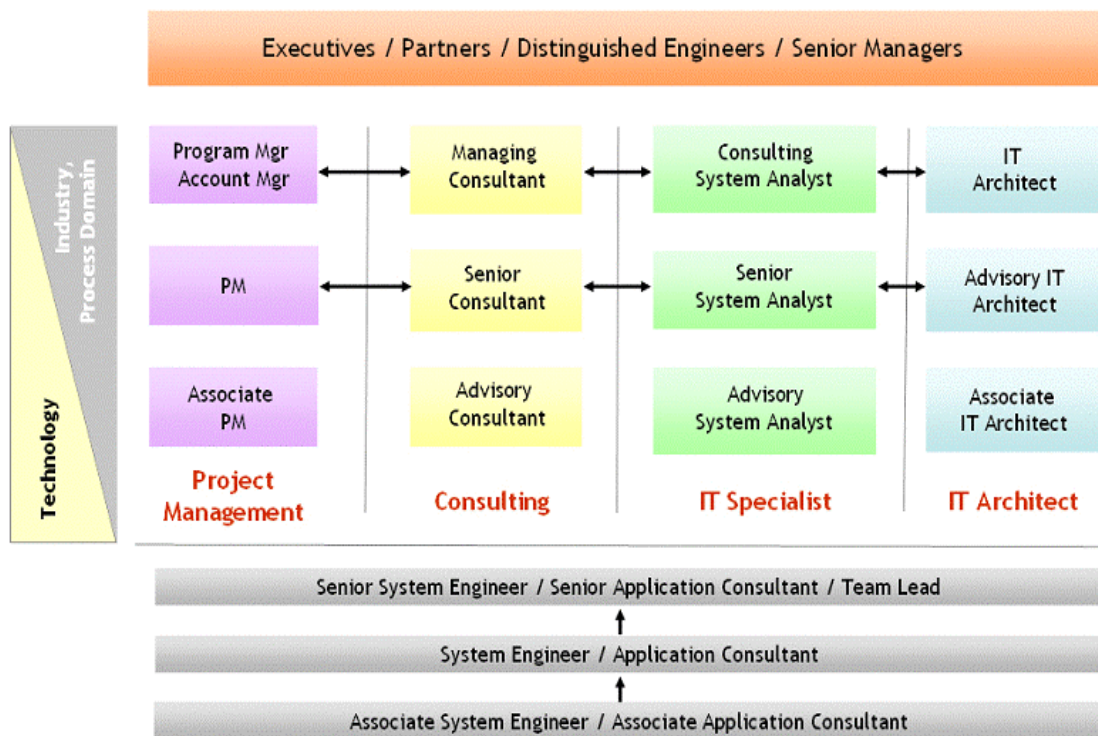 Executives / Partners / Distinguished Engineers / Senior Managers
Industry,
Process Domain
Technology
Program Mgr
Account Mgr
Managing
Consultant
Consulting
System Analyst
IT
Architect
PM
Senior
Consultant
Senior
System Analyst
Advisory IT
Architect
Associate
PM
Advisory
Consultant
Advisory
System Analyst
Associate
IT Architect
Project
Management
Consulting
IT Specialist
IT Architect
Senior System Engineer / Senior Application Consultant / Team Lead
System Engineer / Application Consultant
Associate System Engineer / Associate Application Consultant